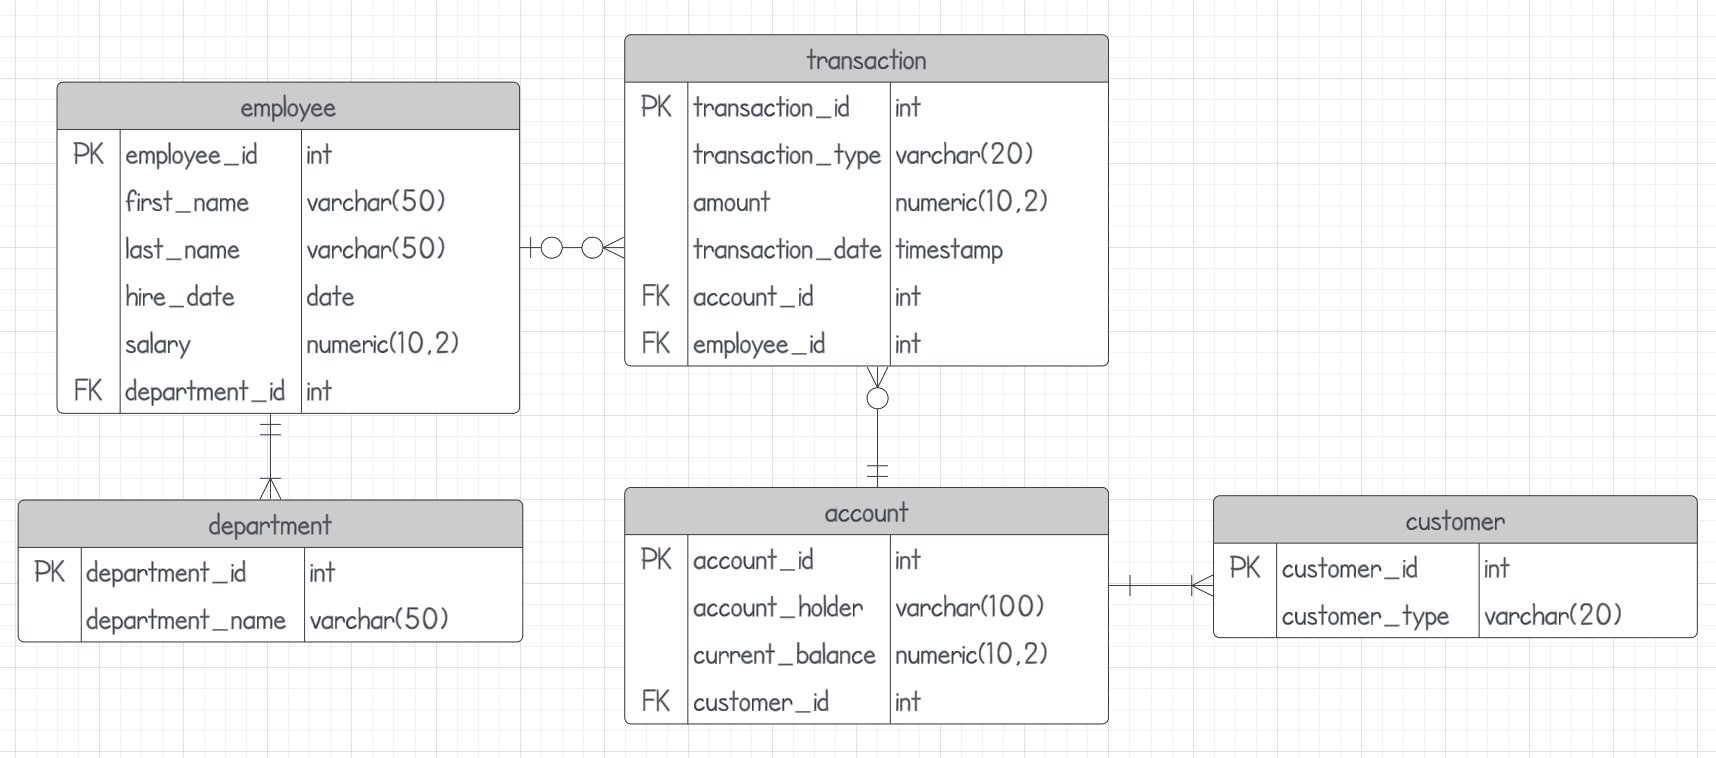 employee
PK employee_id int
first_name varchar(50)
last_name varchar(50)
hire_date date
salary numeric(10,2)
FK department_id int
transaction
PK transaction_id int
transaction_type varchar(20)
amount numeric(10,2)
transaction_date timestamp
FK account_id int
FK employee_id int
department
PK department_id int
department_name varchar(50)
account
PK account_id int
account_holder varchar(100)
current_balance numeric(10,2)
FK customer_id int
customer
PK customer_id int
customer_type varchar(20)